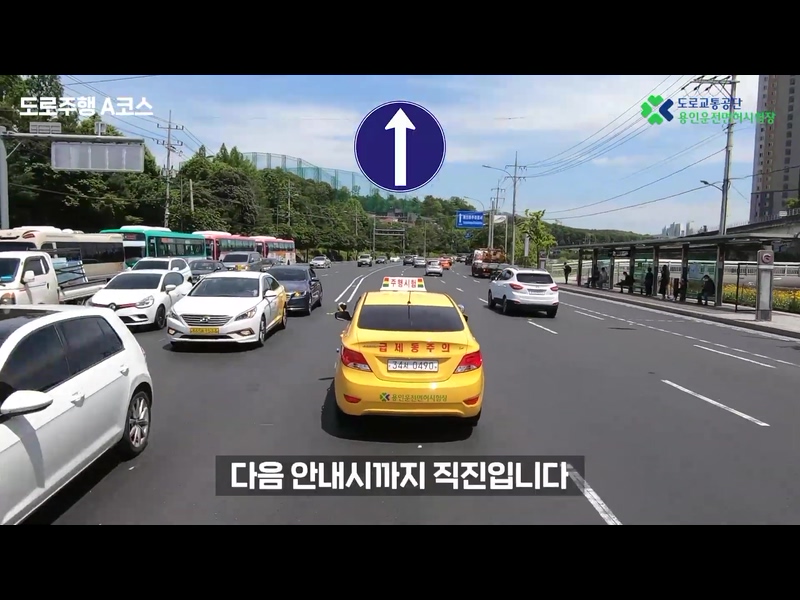 도로주행 A코스
도로교통공단
용인운전면허시험장
주행시험
급제동주의
34저 0490
용인운전면허시험장
다음 안내시까지 직진입니다